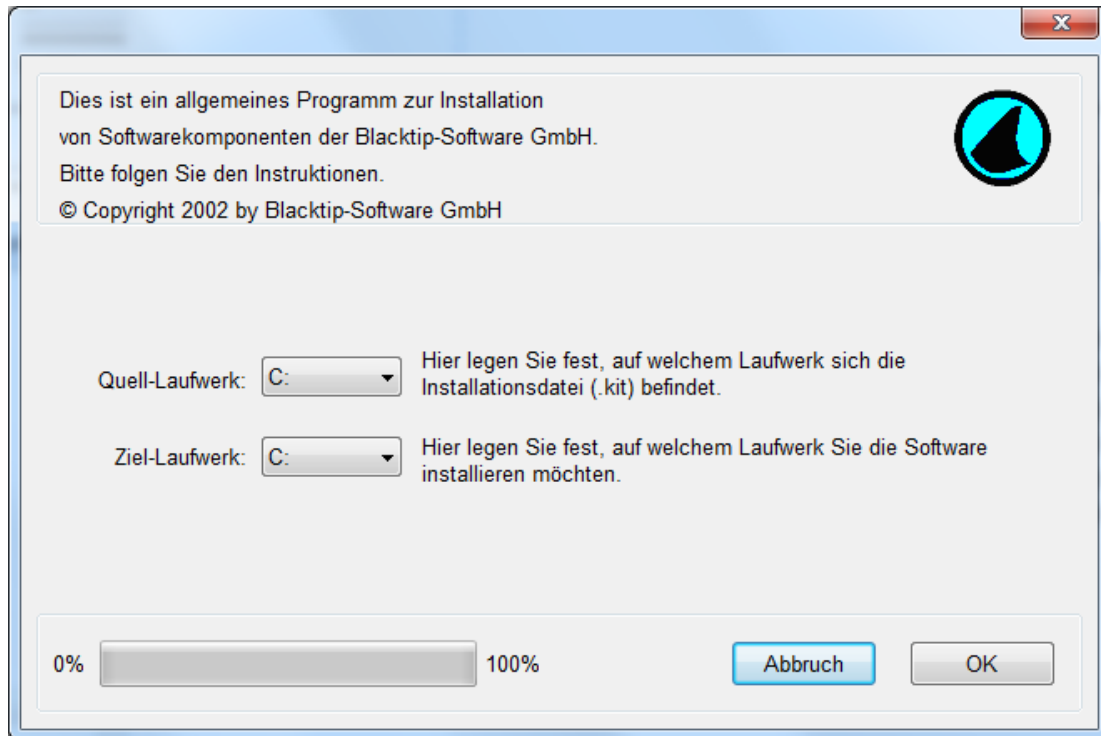 Dies ist ein allgemeines Programm zur Installation
von Softwarekomponenten der Blacktip-Software GmbH.
Bitte folgen Sie den Instruktionen.
© Copyright 2002 by Blacktip-Software GmbH
Quell-Laufwerk: C: Hier legen Sie fest, auf welchem Laufwerk sich die
Installationsdatei (.kit) befindet.
Ziel-Laufwerk: C: Hier legen Sie fest, auf welchem Laufwerk Sie die Software
installieren möchten.
0% 100% Abbruch OK